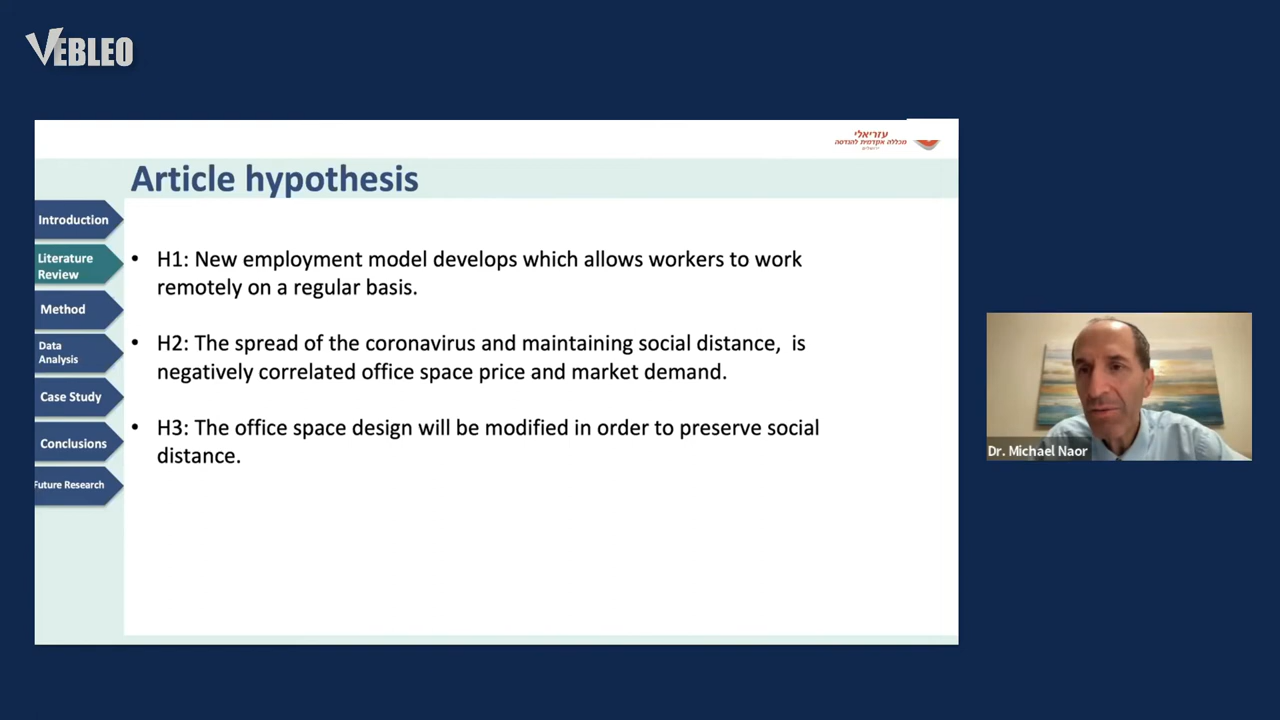 VEBLEO
עזריאלי
מכללה אקדמית להנדסה
ירושלים
Article hypothesis
Introduction
Literature
Review
Method
Data
Analysis
Case Study
Conclusions
Future Research
• H1: New employment model develops which allows workers to work
remotely on a regular basis.
• H2: The spread of the coronavirus and maintaining social distance, is
negatively correlated office space price and market demand.
• H3: The office space design will be modified in order to preserve social
distance.
Dr. Michael Naor